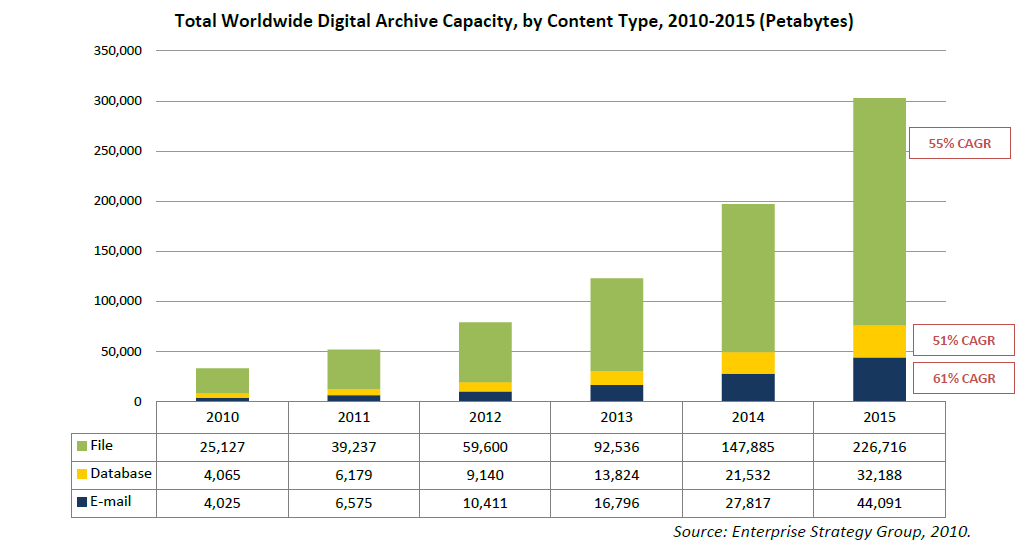 Total Worldwide Digital Archive Capacity, by Content Type, 2010-2015 (Petabytes)
350,000
300,000
250,000
200,000
150,000
100,000
50,000
0
55% CAGR
51% CAGR
61% CAGR
2010 2011 2012 2013 2014 2015
File 25,127 39,237 59,600 92,536 147,885 226,716
Database 4,065 6,179 9,140 13,824 21,532 32,188
E-mail 4,025 6,575 10,411 16,796 27,817 44,091
Source: Enterprise Strategy Group, 2010.